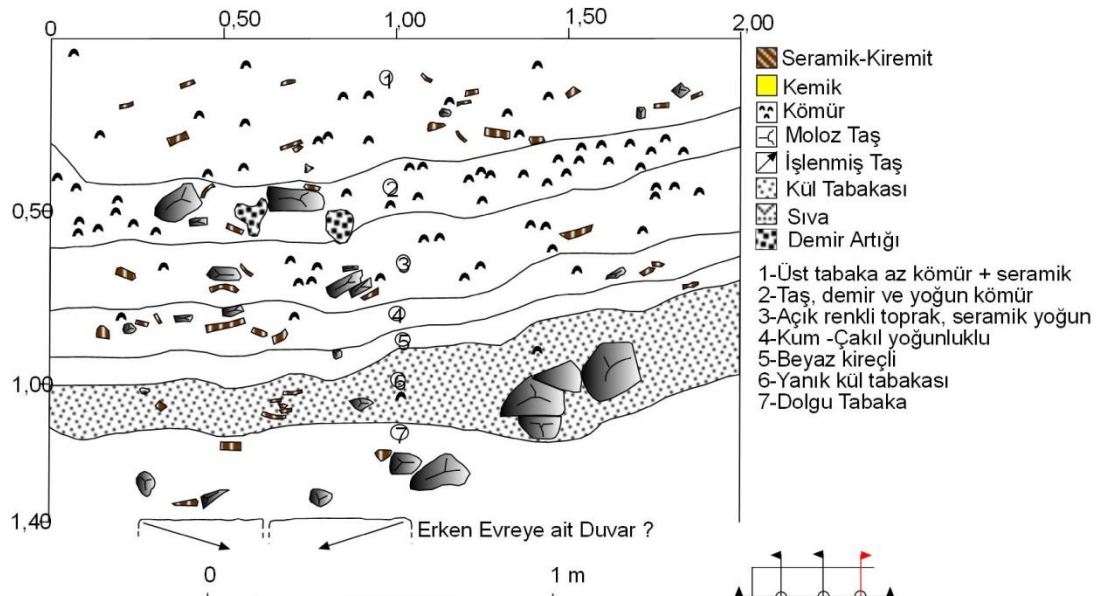 0 0,50 1,00 1,50 2,00
0,50
1,00
1,40
1
2
3
4
5
6
7
Seramik-Kiremit
Kemik
Kömür
Moloz Taş
İşlenmiş Taş
Kül Tabakası
Sıva
Demir Artığı
1-Üst tabaka az kömür + seramik
2-Taş, demir ve yoğun kömür
3-Açık renkli toprak, seramik yoğun
4-Kum -Çakıl yoğunluklu
5-Beyaz kireçli
6-Yanık kül tabakası
7-Dolgu Tabaka
Erken Evreye ait Duvar ?
0 1 m